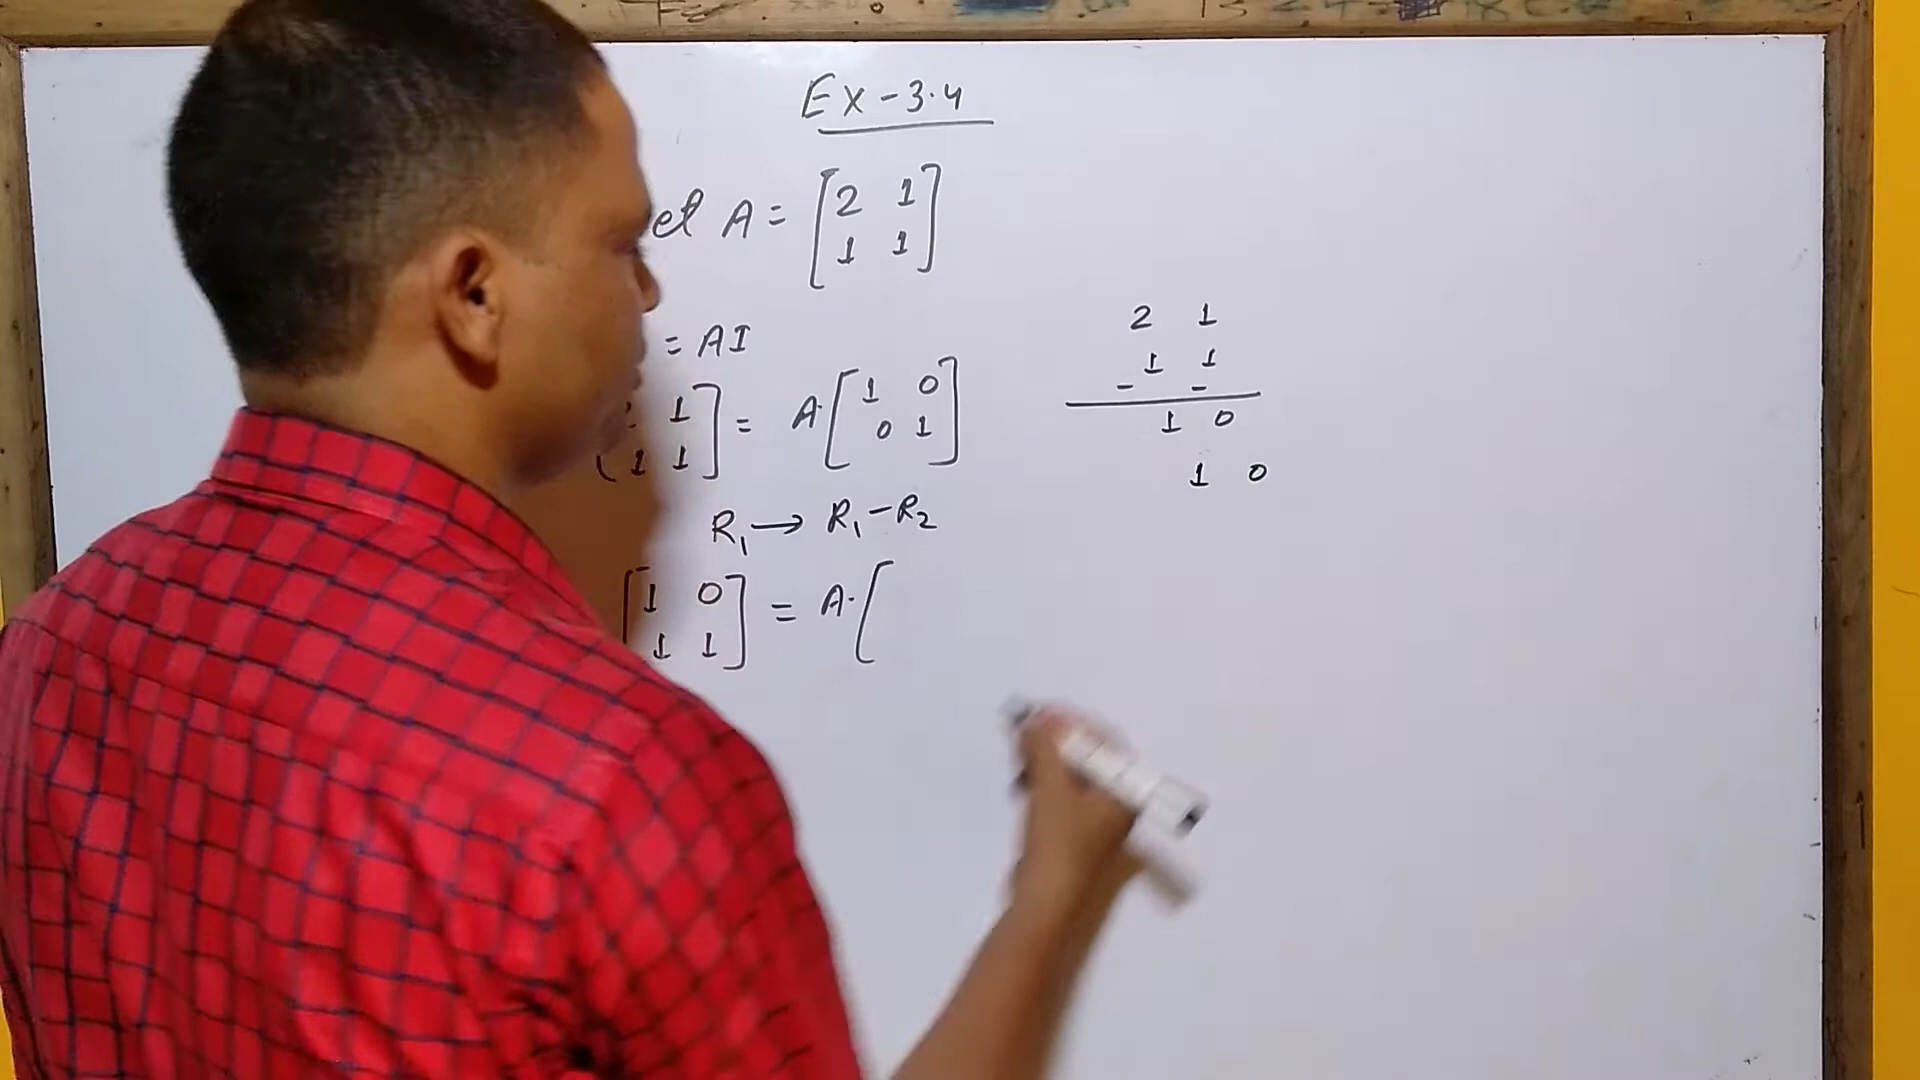 Ex-3.4
et A = [2 1
1 1]
= AI
1] = A·[1 0
1 1] 0 1]
R₁ → R₁ - R₂
[1 0] = A·[
1 1]
2 1
1 1
- -
1 0
1 0